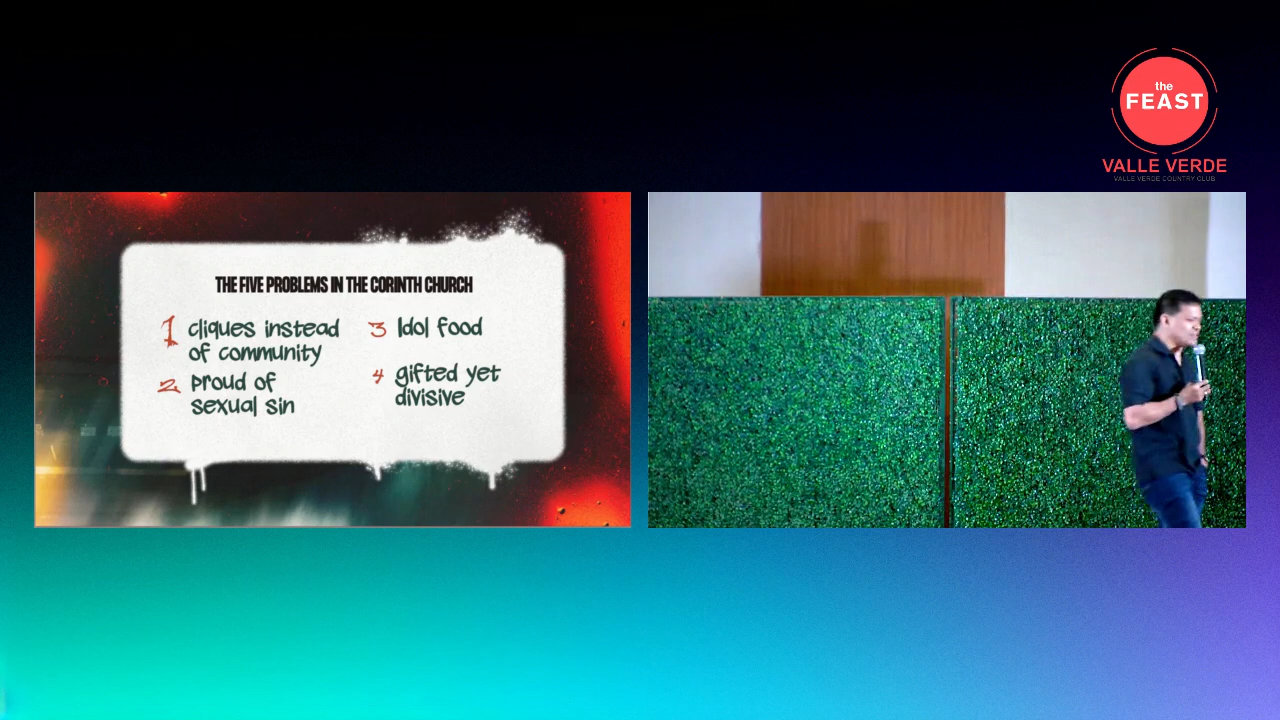 the
FEAST
VALLE VERDE
VALLE VERDE COUNTRY CLUB
THE FIVE PROBLEMS IN THE CORINTH CHURCH
1 cliques instead
of community
2 proud of
sexual sin
3 Idol food
4 gifted yet
divisive